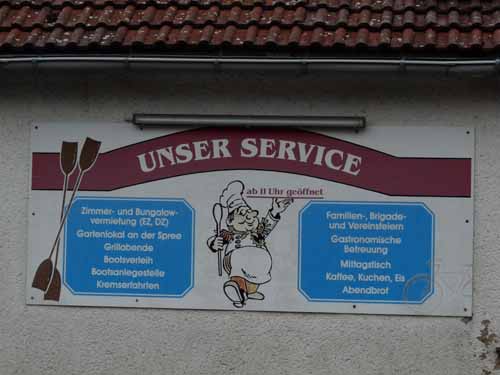 UNSER SERVICE
ab 11 Uhr geöffnet
Zimmer- und Bungalow-
vermietung (EZ, DZ)
Gartenlokal an der Spree
Grillabende
Bootsverleih
Bootsanlegestelle
Kremserfahrten
Familien-, Brigade-
und Vereinsfeiern
Gastronomische
Betreuung
Mittagstisch
Kaffee, Kuchen, Eis
Abendbrot